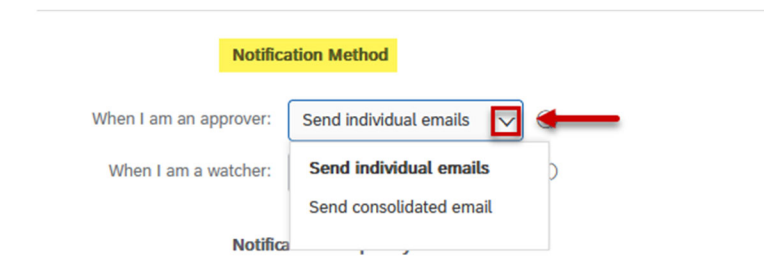 Notification Method
When I am an approver: Send individual emails
When I am a watcher: Send individual emails
Send consolidated email